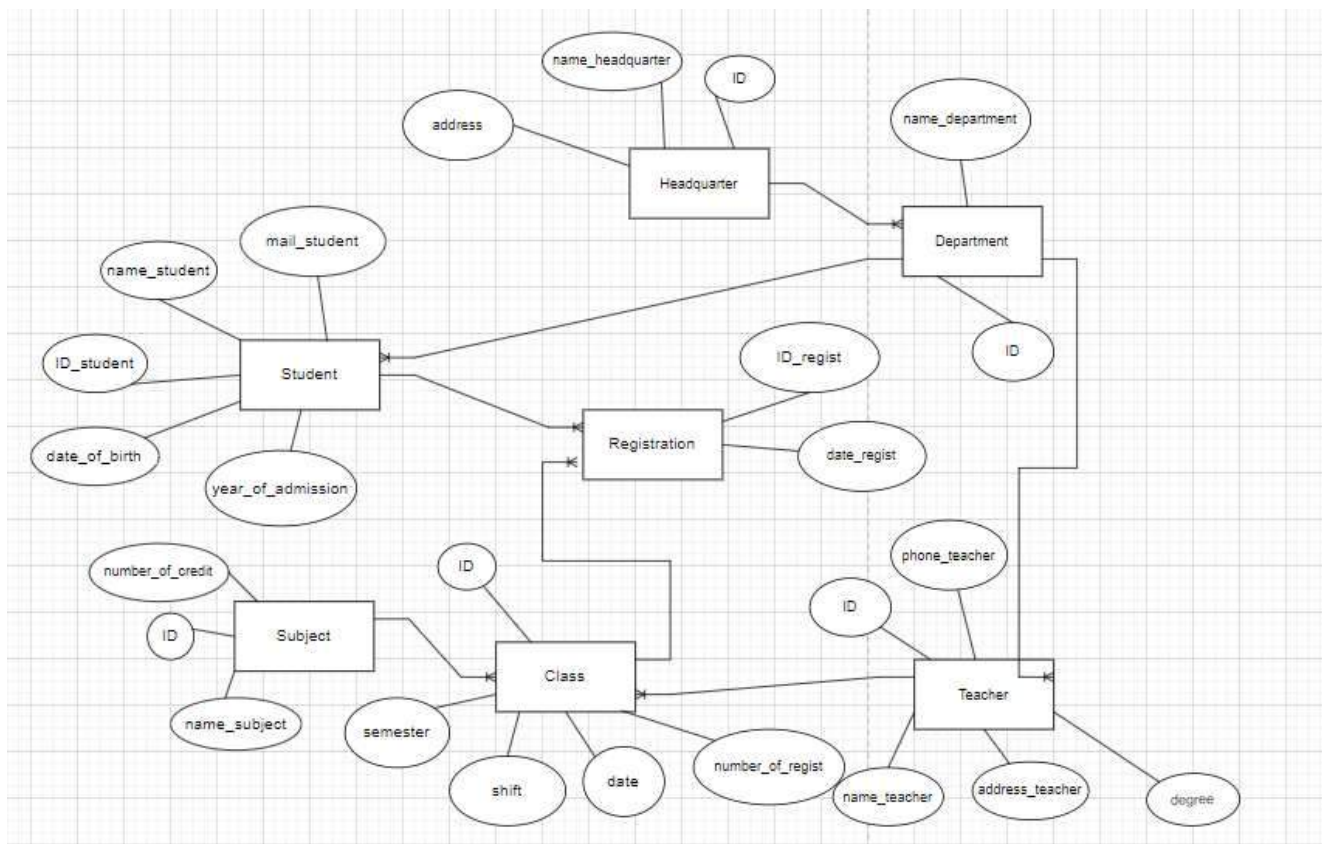 name_headquarter
ID
address
name_department
Headquarter
Department
mail_student
name_student
ID_student
Student
ID_regist
ID
date_of_birth
year_of_admission
Registration
date_regist
number_of_credit
ID
Subject
name_subject
ID
Class
semester
shift
date
number_of_regist
phone_teacher
ID
Teacher
name_teacher
address_teacher
degree